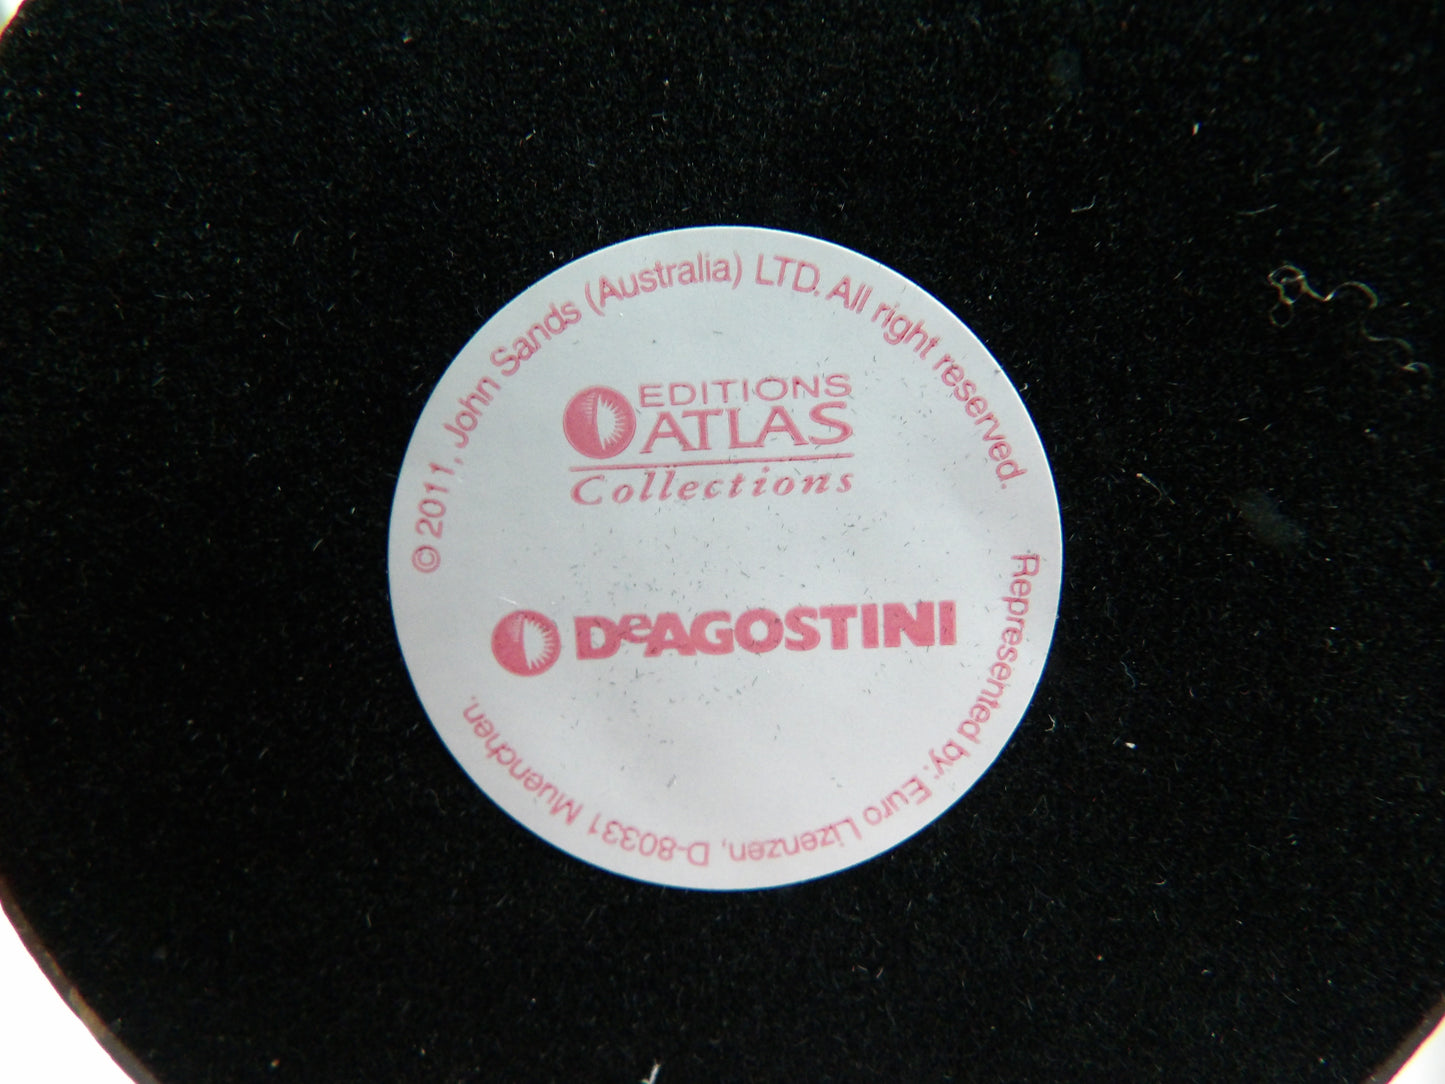 © 2011, John Sands (Australia) LTD. All right reserved.
EDITIONS
ATLAS
Collections
DeAGOSTINI
Represented by: Euro Lizenzen, D-80331 Muenchen.